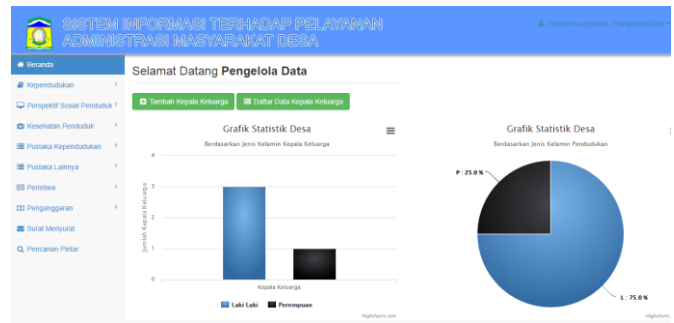 SISTEM INFORMASI TERHADAP PELAYANAN
ADMINISTRASI MASYARAKAT DESA
Pengelola Data
Beranda
Kependudukan
Perspektif Sosial Penduduk
Kesehatan Penduduk
Pustaka Kependudukan
Pustaka Lainnya
Peristiwa
Penganggaran
Surat Menyurat
Pencarian Pintar
Selamat Datang Pengelola Data
Tambah Kepala Keluarga
Daftar Data Kepala Keluarga
Grafik Statistik Desa
Berdasarkan Jenis Kelamin Kepala Keluarga
Jumlah Kepala Keluarga
4
3
2
1
0
Kepala Keluarga
Laki Laki Perempuan
Highcharts.com
Grafik Statistik Desa
Berdasarkan Jenis Kelamin Pendudukan
P : 25.0 %
L : 75.0 %
Highcharts